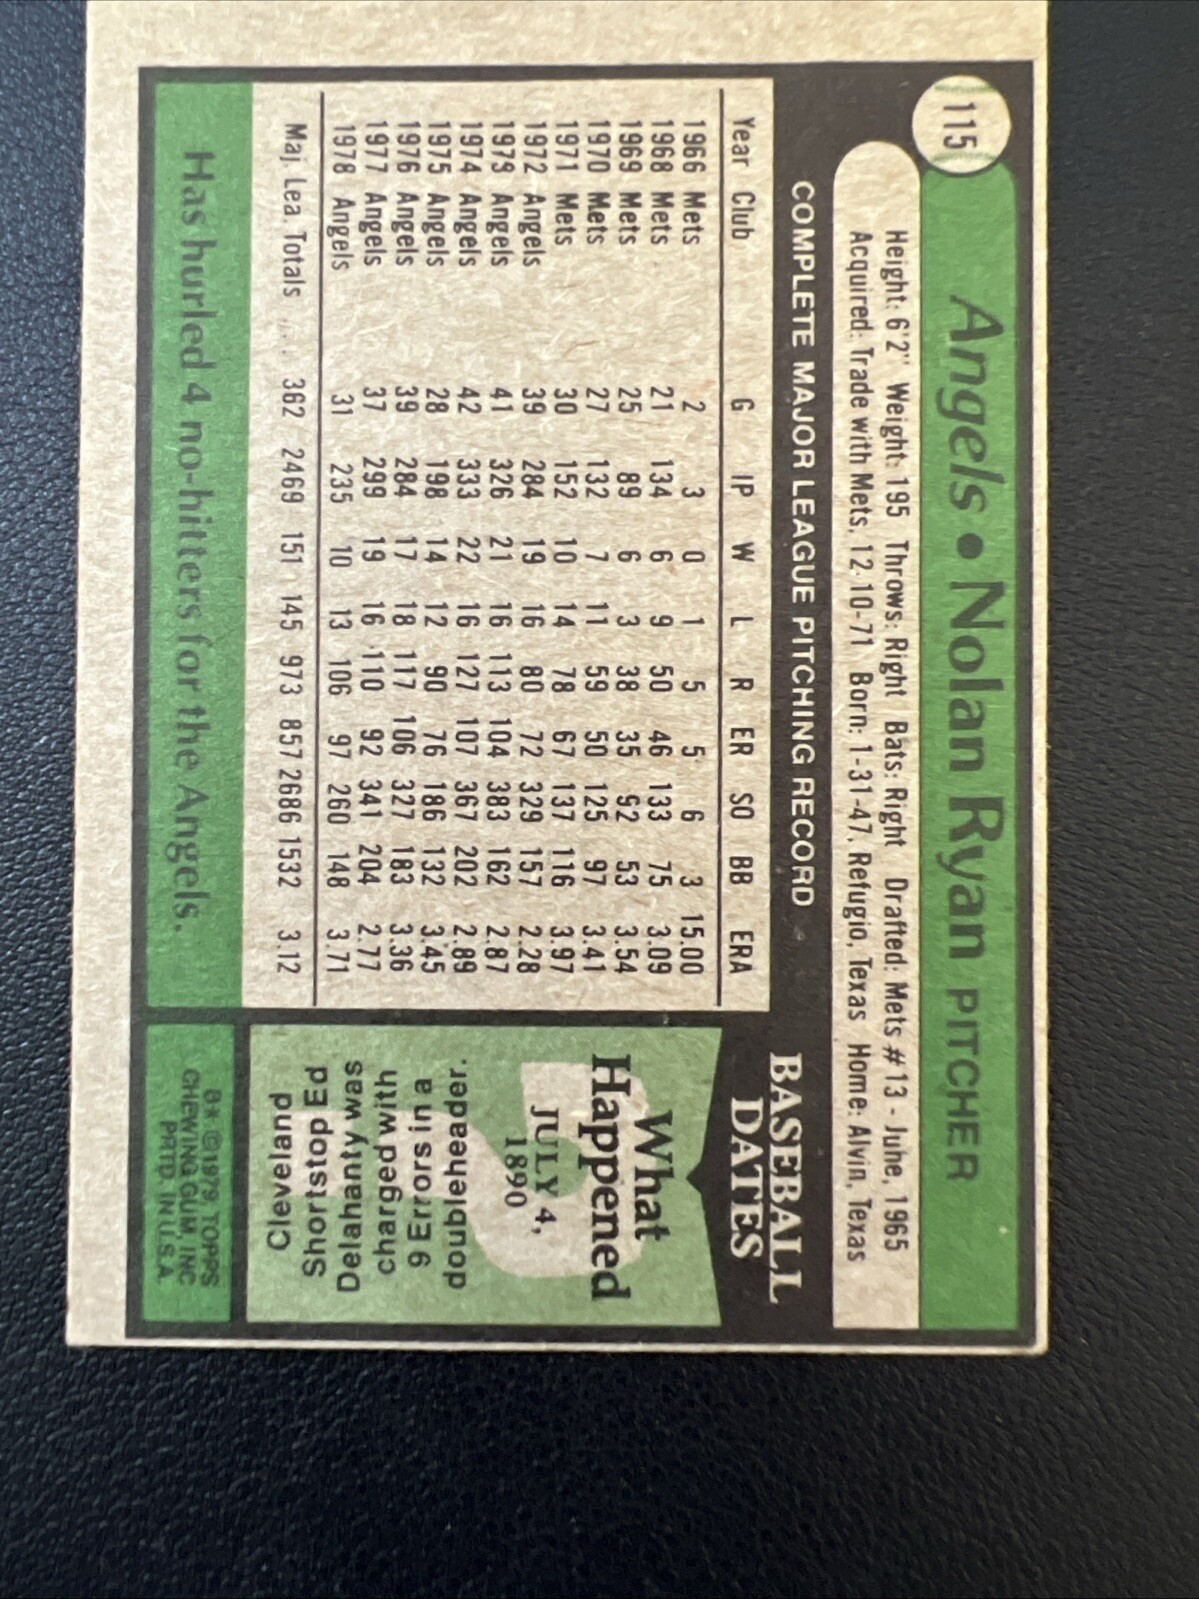 115
Angels • Nolan Ryan PITCHER
Height: 6'2" Weight: 195 Throws: Right Bats: Right Drafted: Mets #13 - June, 1965
Acquired: Trade with Mets, 12-10-71 Born: 1-31-47, Refugio, Texas Home: Alvin, Texas
COMPLETE MAJOR LEAGUE PITCHING RECORD
Year Club G IP W L R ER SO BB ERA
1966 Mets 2 3 0 1 5 5 6 3 15.00
1968 Mets 21 134 6 9 50 46 133 75 3.09
1969 Mets 25 89 6 3 38 35 92 53 3.54
1970 Mets 27 132 7 11 59 50 125 97 3.41
1971 Mets 30 152 10 14 78 67 137 116 3.97
1972 Angels 39 284 19 16 80 72 329 157 2.28
1973 Angels 41 326 21 16 113 104 383 162 2.87
1974 Angels 42 333 22 16 127 107 367 202 2.89
1975 Angels 28 198 14 12 90 76 186 132 3.45
1976 Angels 39 284 17 18 117 106 327 183 3.36
1977 Angels 37 299 19 16 110 92 341 204 2.77
1978 Angels 31 235 10 13 106 97 260 148 3.71
Maj. Lea. Totals .... 362 2469 151 145 973 857 2686 1532 3.12
Has hurled 4 no-hitters for the Angels.
BASEBALL
DATES
What
Happened
JULY 4,
1890
Cleveland
Shortstop Ed
Delahanty was
charged with
9 Errors in a
doubleheader.
B* ©1979 TOPPS
CHEWING GUM, INC.
PRTD. IN U.S.A.